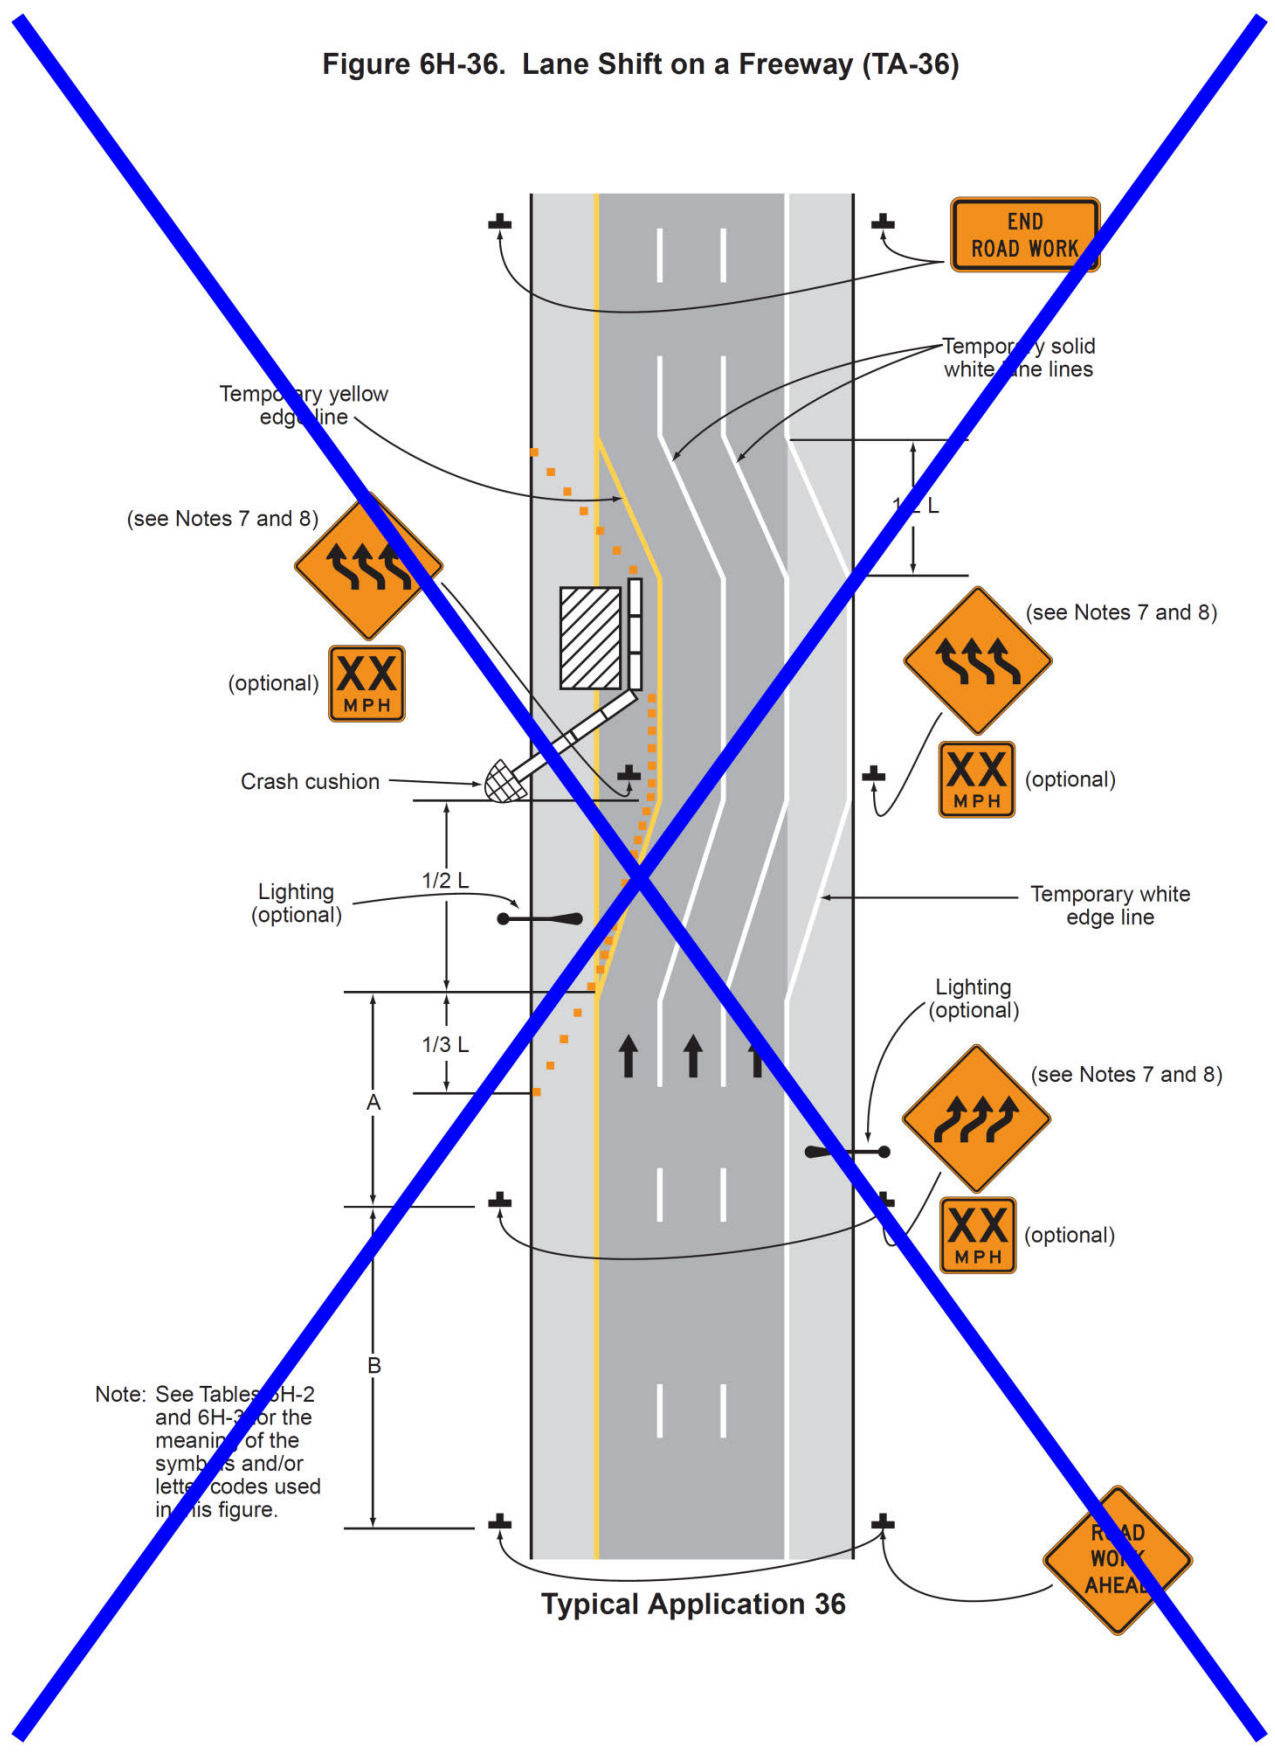 Figure 6H-36. Lane Shift on a Freeway (TA-36)
END
ROAD WORK
Temporary solid
white lane lines
Temporary yellow
edge line
1/2 L
(see Notes 7 and 8)
(optional)
XX
MPH
(see Notes 7 and 8)
XX
MPH
(optional)
Crash cushion
1/2 L
Lighting
(optional)
Temporary white
edge line
Lighting
(optional)
1/3 L
A
(see Notes 7 and 8)
XX
MPH
(optional)
B
Note: See Tables 6H-2
and 6H-3 for the
meaning of the
symbols and/or
letter codes used
in this figure.
ROAD
WORK
AHEAD
Typical Application 36